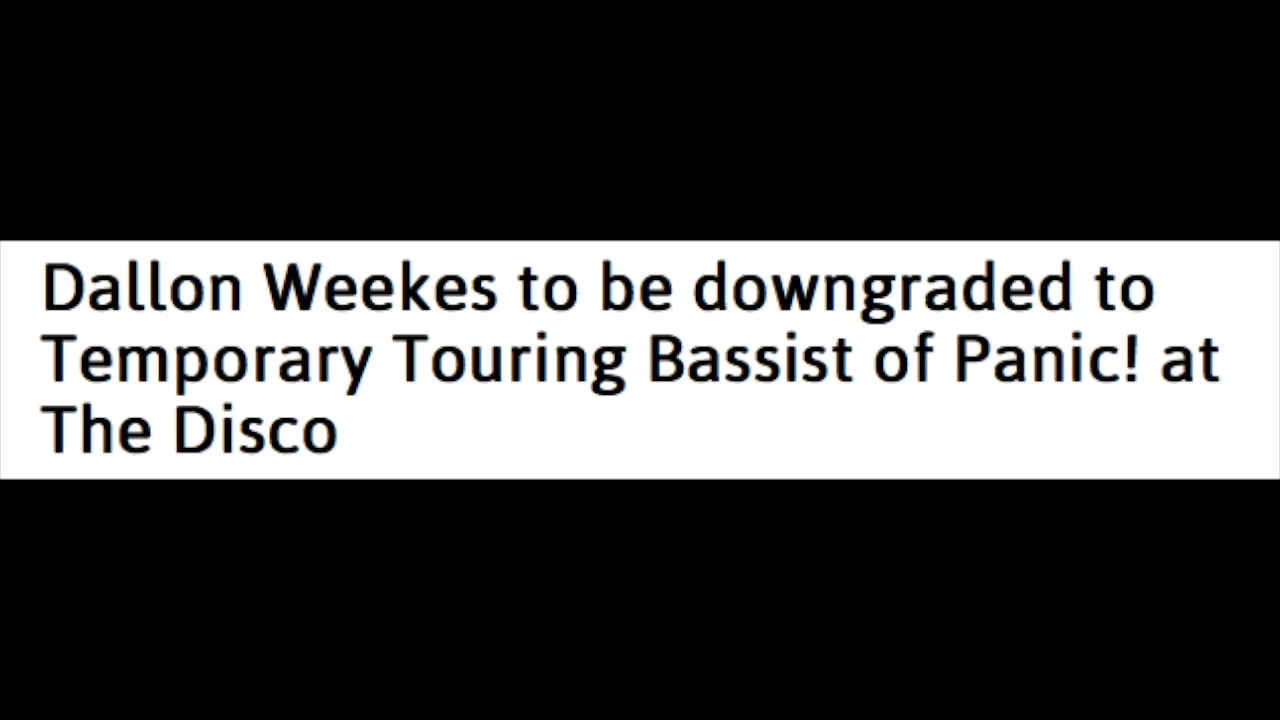 Dallon Weekes to be downgraded to
Temporary Touring Bassist of Panic! at
The Disco